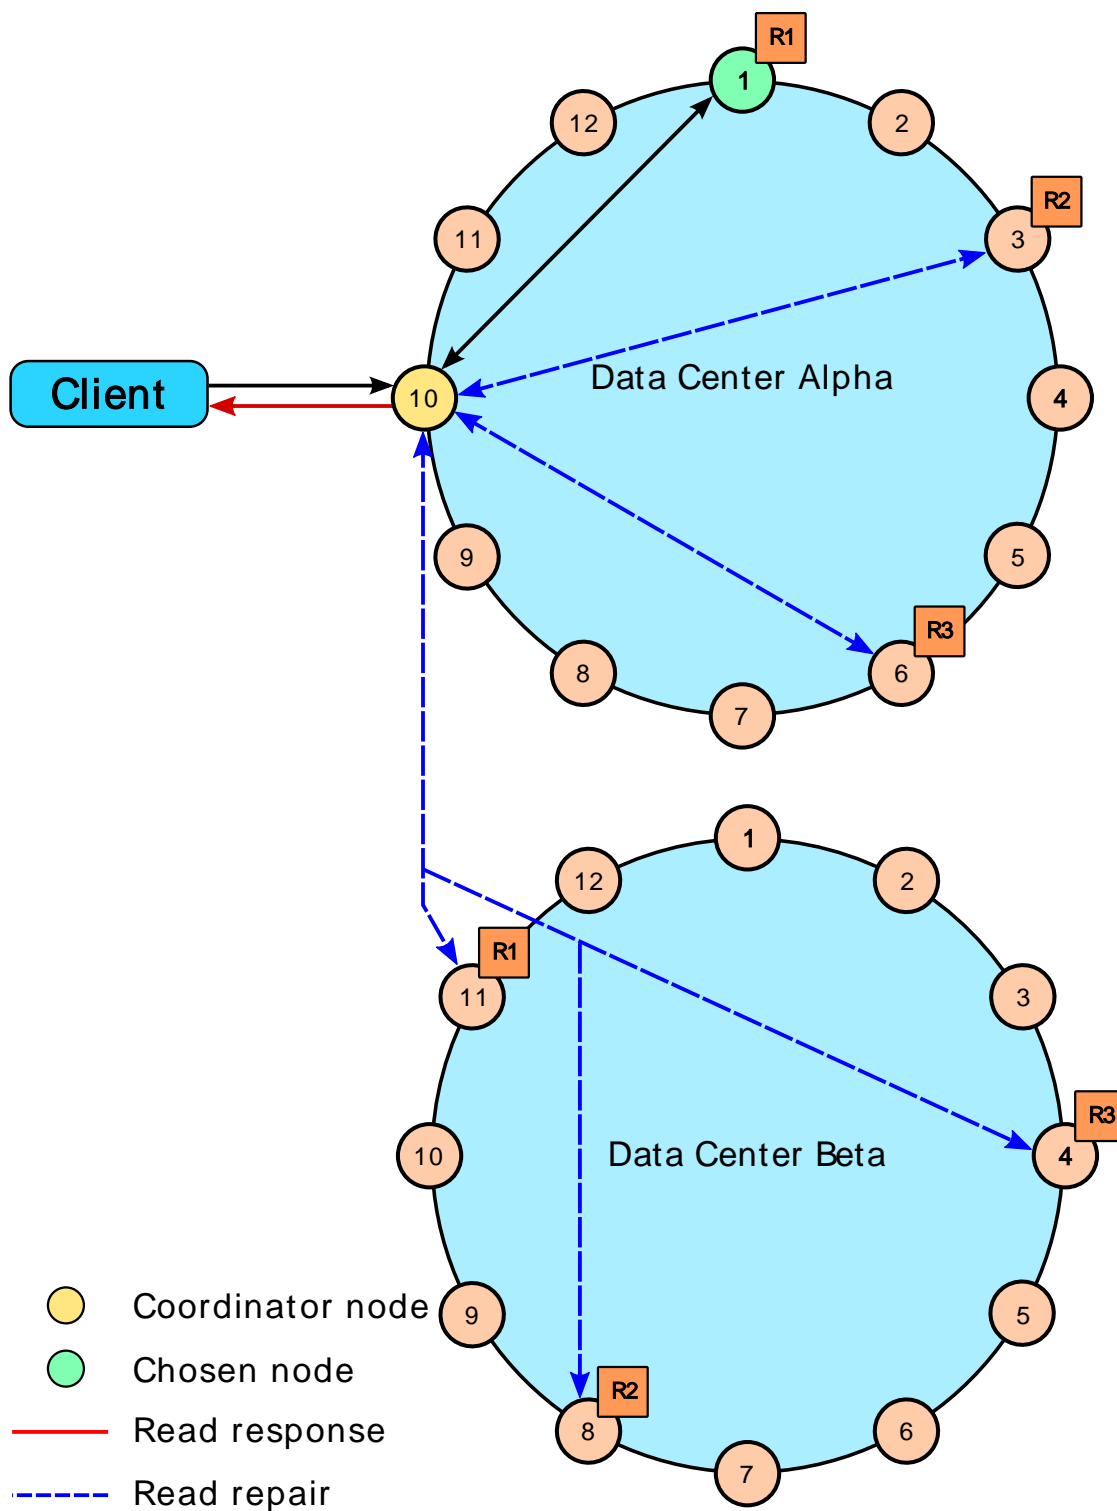 R1
1
12
2
R2
11
3
Data Center Alpha
Client
10
4
9
5
R3
8
6
7
1
12
2
R1
11
3
R3
10
Data Center Beta
4
9
5
Coordinator node
Chosen node
R2
8
6
Read response
7
Read repair